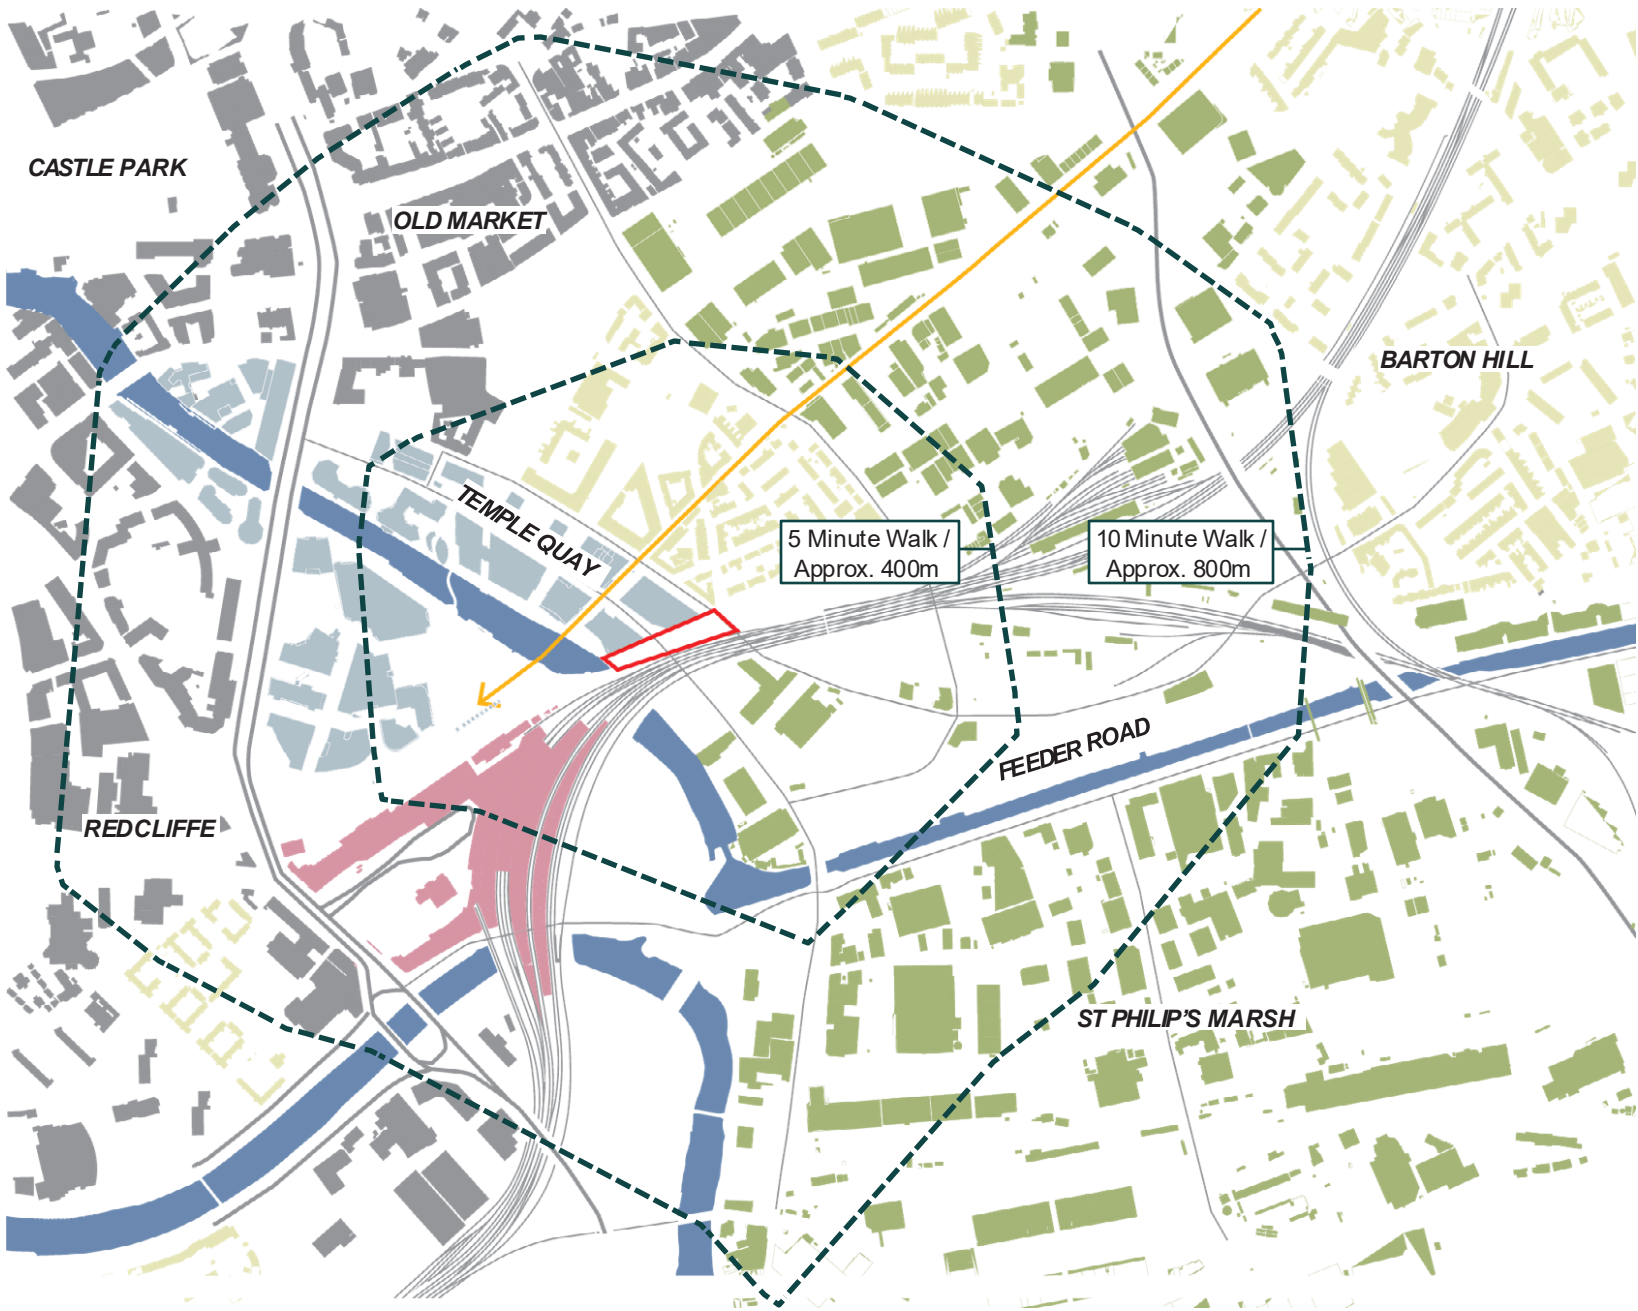 CASTLE PARK
OLD MARKET
BARTON HILL
TEMPLE QUAY
5 Minute Walk /
Approx. 400m
10 Minute Walk /
Approx. 800m
FEEDER ROAD
REDCLIFFE
ST PHILIP'S MARSH